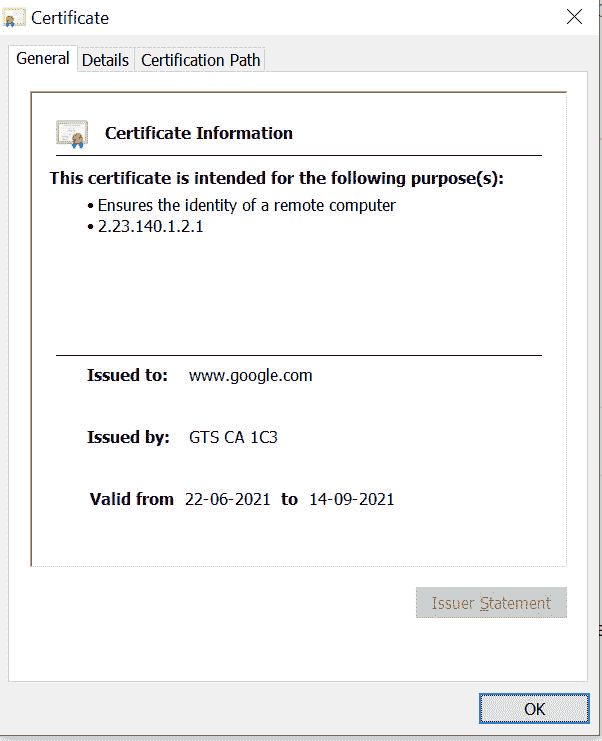 Certificate
General Details Certification Path
Certificate Information
This certificate is intended for the following purpose(s):
• Ensures the identity of a remote computer
• 2.23.140.1.2.1
Issued to: www.google.com
Issued by: GTS CA 1C3
Valid from 22-06-2021 to 14-09-2021
Issuer Statement
OK